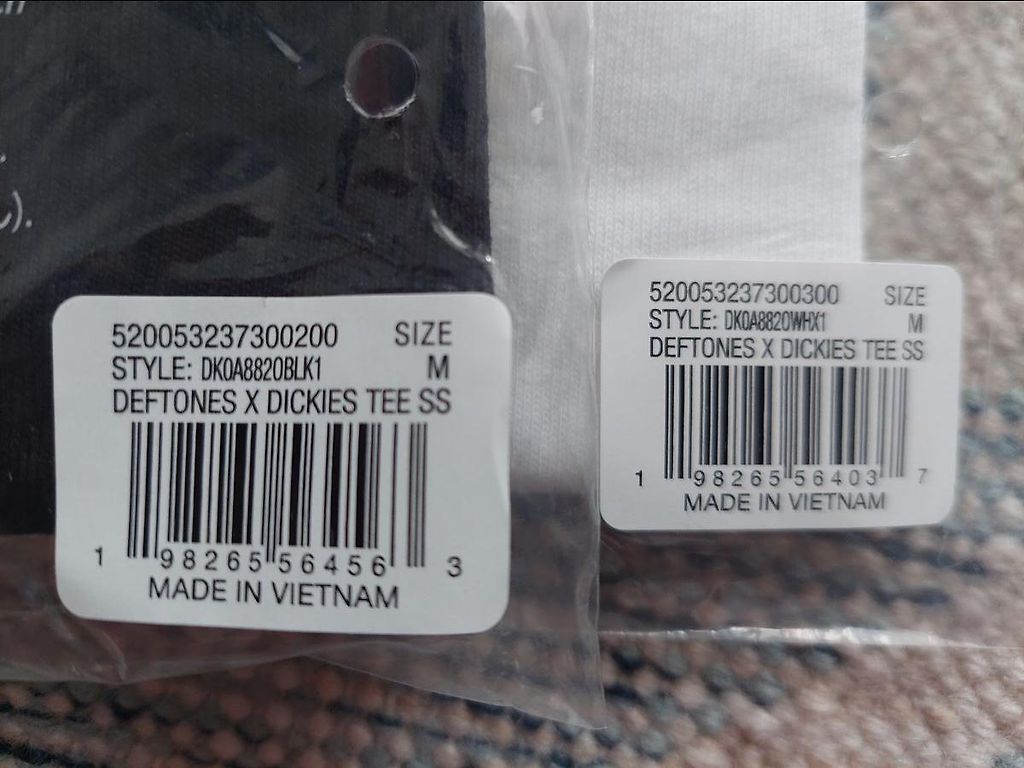 520053237300200 SIZE
STYLE: DK0A8820BLK1 M
DEFTONES X DICKIES TEE SS
1 98265 56456 3
MADE IN VIETNAM
520053237300300 SIZE
STYLE: DK0A8820WHX1 M
DEFTONES X DICKIES TEE SS
1 98265 56403 7
MADE IN VIETNAM